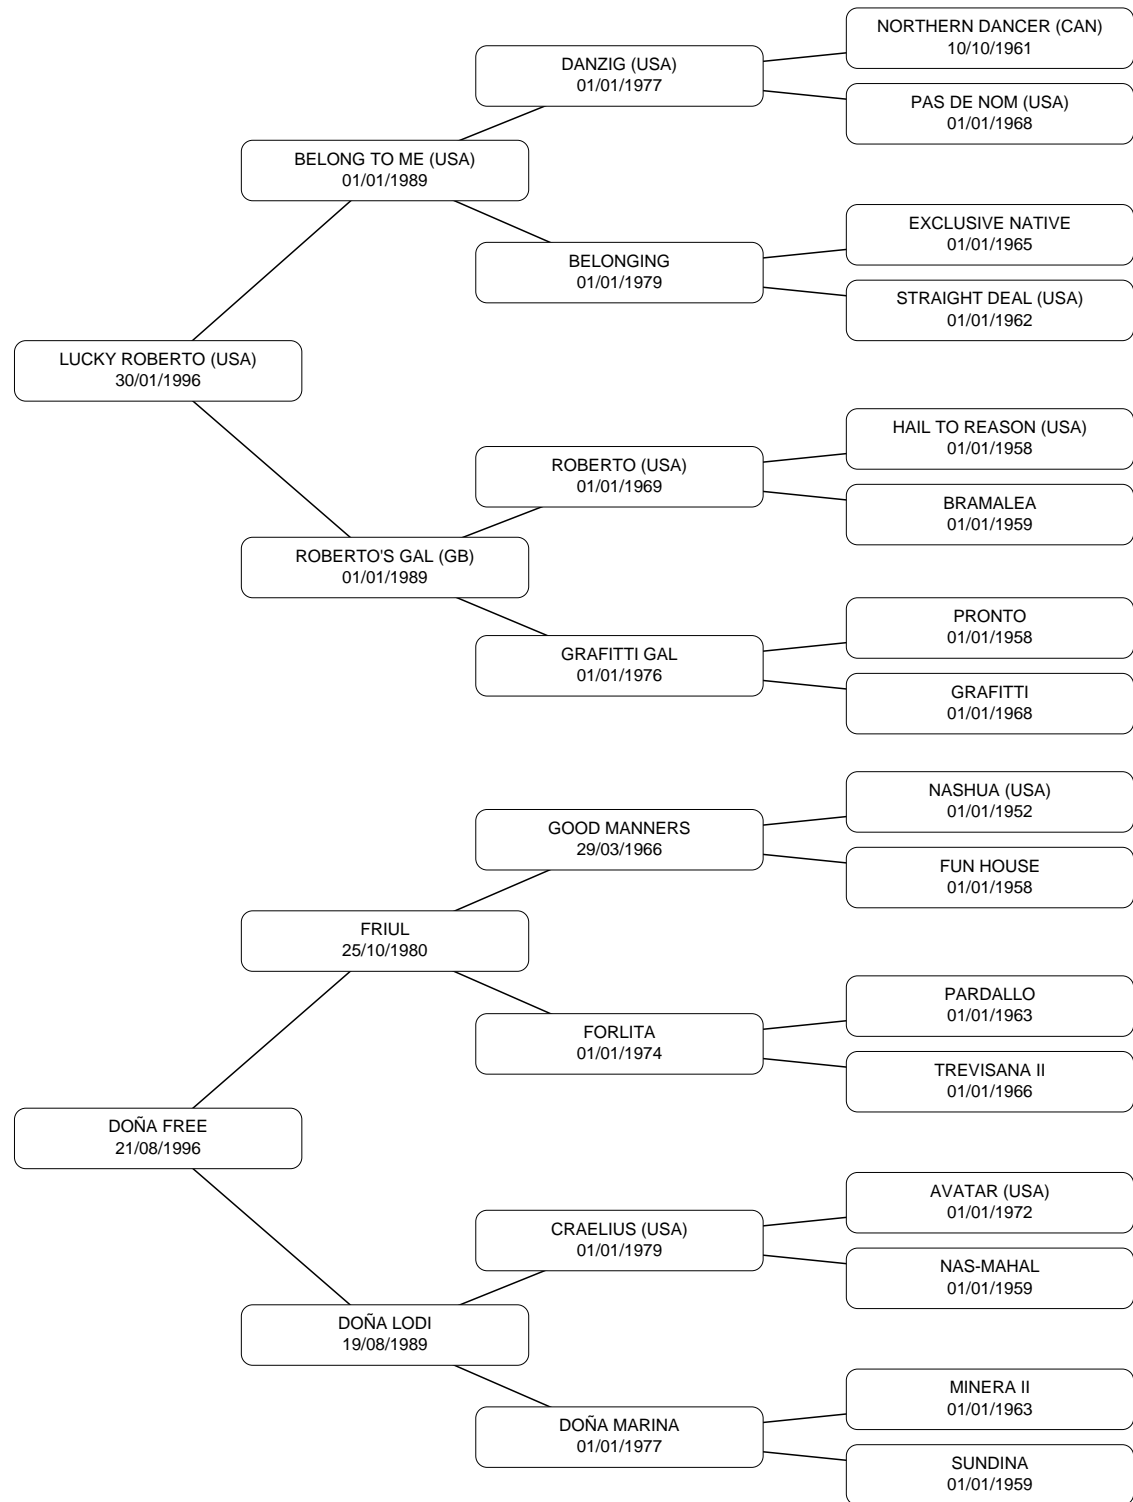 NORTHERN DANCER (CAN)
10/10/1961
DANZIG (USA)
01/01/1977
PAS DE NOM (USA)
01/01/1968
BELONG TO ME (USA)
01/01/1989
EXCLUSIVE NATIVE
01/01/1965
BELONGING
01/01/1979
STRAIGHT DEAL (USA)
01/01/1962
LUCKY ROBERTO (USA)
30/01/1996
HAIL TO REASON (USA)
01/01/1958
ROBERTO (USA)
01/01/1969
BRAMALEA
01/01/1959
ROBERTO'S GAL (GB)
01/01/1989
PRONTO
01/01/1958
GRAFITTI GAL
01/01/1976
GRAFITTI
01/01/1968
NASHUA (USA)
01/01/1952
GOOD MANNERS
29/03/1966
FUN HOUSE
01/01/1958
FRIUL
25/10/1980
PARDALLO
01/01/1963
FORLITA
01/01/1974
TREVISANA II
01/01/1966
DOÑA FREE
21/08/1996
AVATAR (USA)
01/01/1972
CRAELIUS (USA)
01/01/1979
NAS-MAHAL
01/01/1959
DOÑA LODI
19/08/1989
MINERA II
01/01/1963
DOÑA MARINA
01/01/1977
SUNDINA
01/01/1959